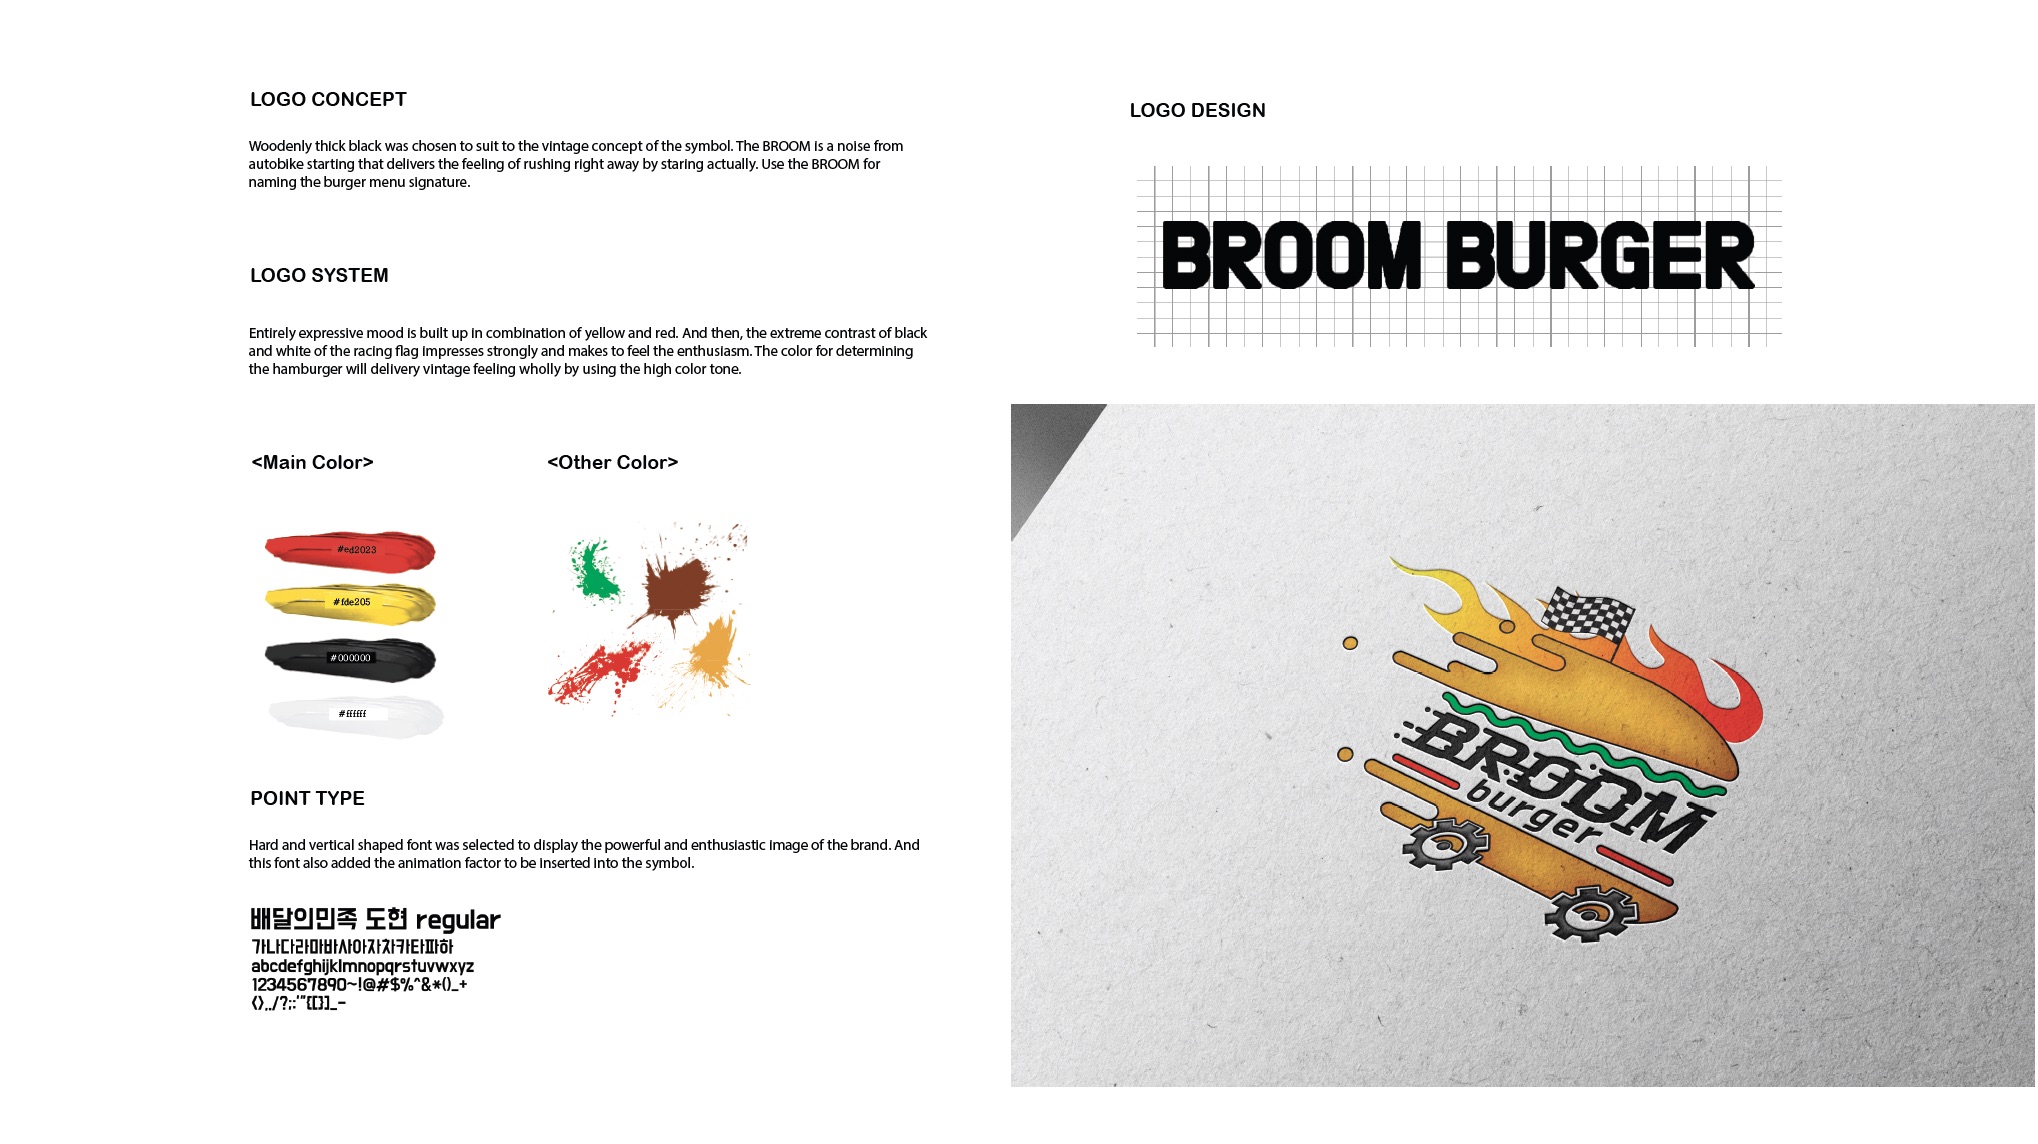 LOGO CONCEPT
Woodenly thick black was chosen to suit to the vintage concept of the symbol. The BROOM is a noise from
autobike starting that delivers the feeling of rushing right away by staring actually. Use the BROOM for
naming the burger menu signature.
LOGO SYSTEM
Entirely expressive mood is built up in combination of yellow and red. And then, the extreme contrast of black
and white of the racing flag impresses strongly and makes to feel the enthusiasm. The color for determining
the hamburger will delivery vintage feeling wholly by using the high color tone.
<Main Color>
<Other Color>
#ed2023
#fde205
#000000
#ffffff
POINT TYPE
Hard and vertical shaped font was selected to display the powerful and enthusiastic image of the brand. And
this font also added the animation factor to be inserted into the symbol.
배달의민족 도현 regular
가나다라마바사아자차카타파하
abcdefghijklmnopqrstuvwxyz
1234567890~!@#$%^&*()_+
<>,./?;:'"{[}]_-
LOGO DESIGN
BROOM BURGER
BROOM
burger